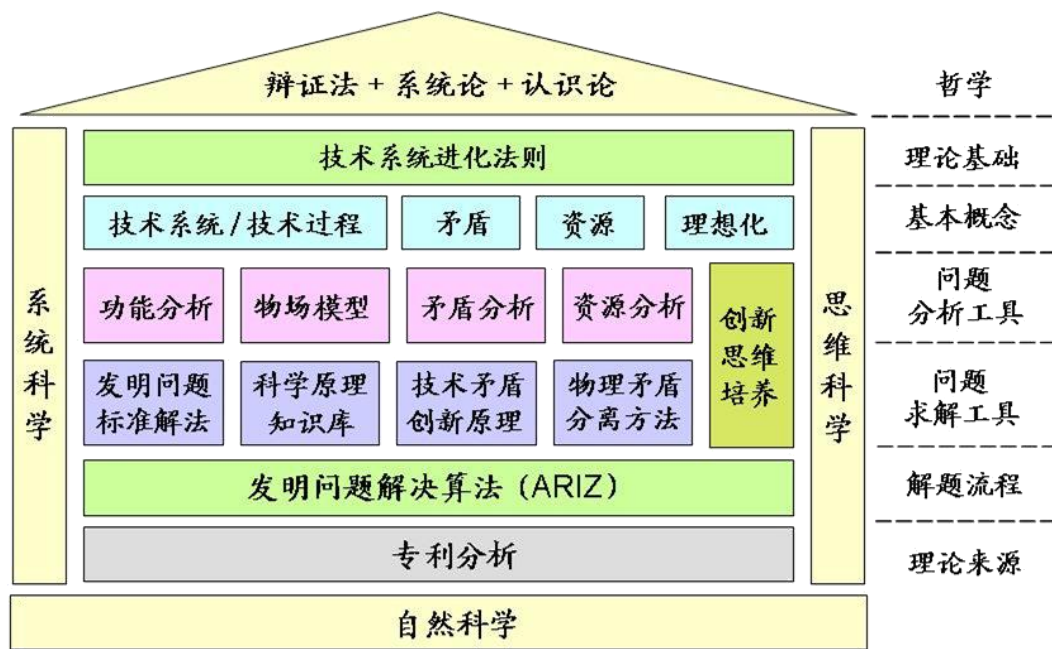 辩证法+系统论+认识论
哲学
技术系统进化法则
理论基础
技术系统/技术过程
矛盾
资源
理想化
基本概念
系统科学
功能分析
物场模型
矛盾分析
资源分析
创新
思维
培养
思维科学
问题
分析工具
发明问题
标准解法
科学原理
知识库
技术矛盾
创新原理
物理矛盾
分离方法
问题
求解工具
发明问题解决算法(ARIZ)
解题流程
专利分析
理论来源
自然科学